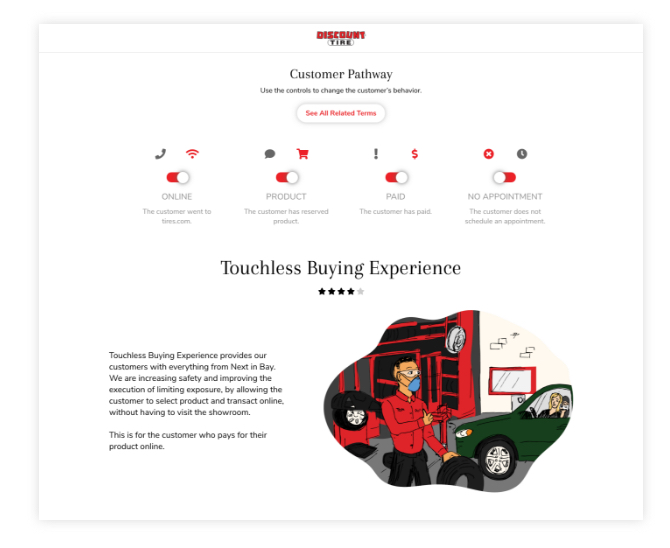 DISCOUNT
TIRE
Customer Pathway
Use the controls to change the customer's behavior.
See All Related Terms
ONLINE
The customer went to
tires.com.
PRODUCT
The customer has reserved
product.
PAID
The customer has paid.
NO APPOINTMENT
The customer does not
schedule an appointment.
Touchless Buying Experience
Touchless Buying Experience provides our
customers with everything from Next in Bay.
We are increasing safety and improving the
execution of limiting exposure, by allowing the
customer to select product and transact online,
without having to visit the showroom.
This is for the customer who pays for their
product online.